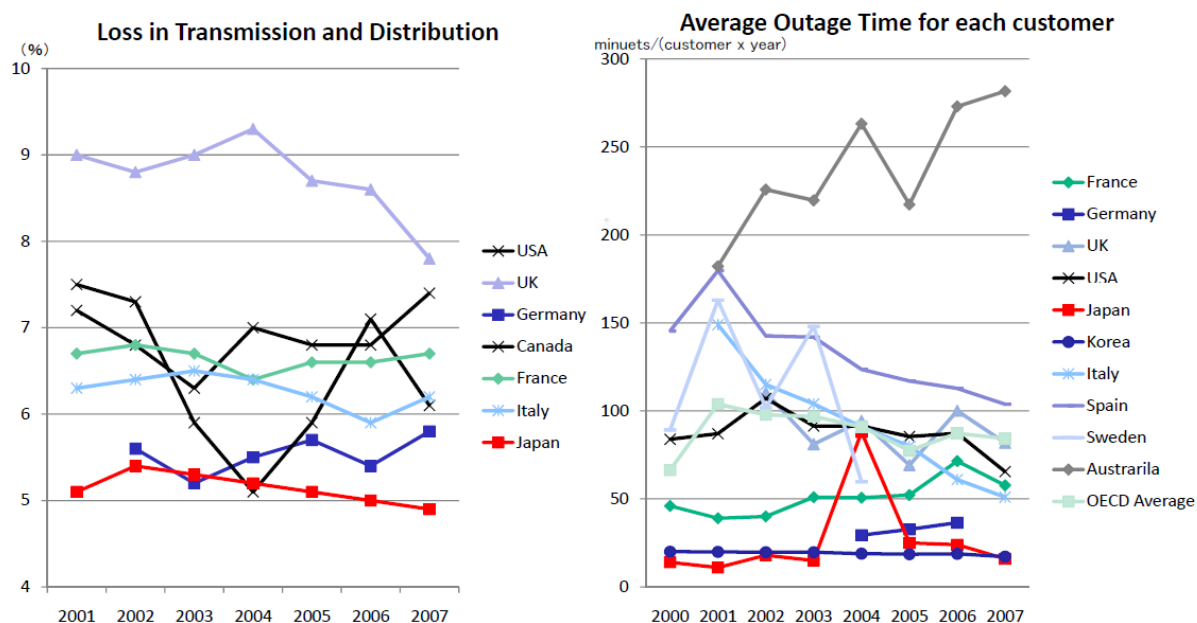 Loss in Transmission and Distribution
(%)
10
9
8
7
6
5
4
2001 2002 2003 2004 2005 2006 2007
USA
UK
Germany
Canada
France
Italy
Japan
Average Outage Time for each customer
minuets/(customer x year)
300
250
200
150
100
50
0
2000 2001 2002 2003 2004 2005 2006 2007
France
Germany
UK
USA
Japan
Korea
Italy
Spain
Sweden
Austrarila
OECD Average